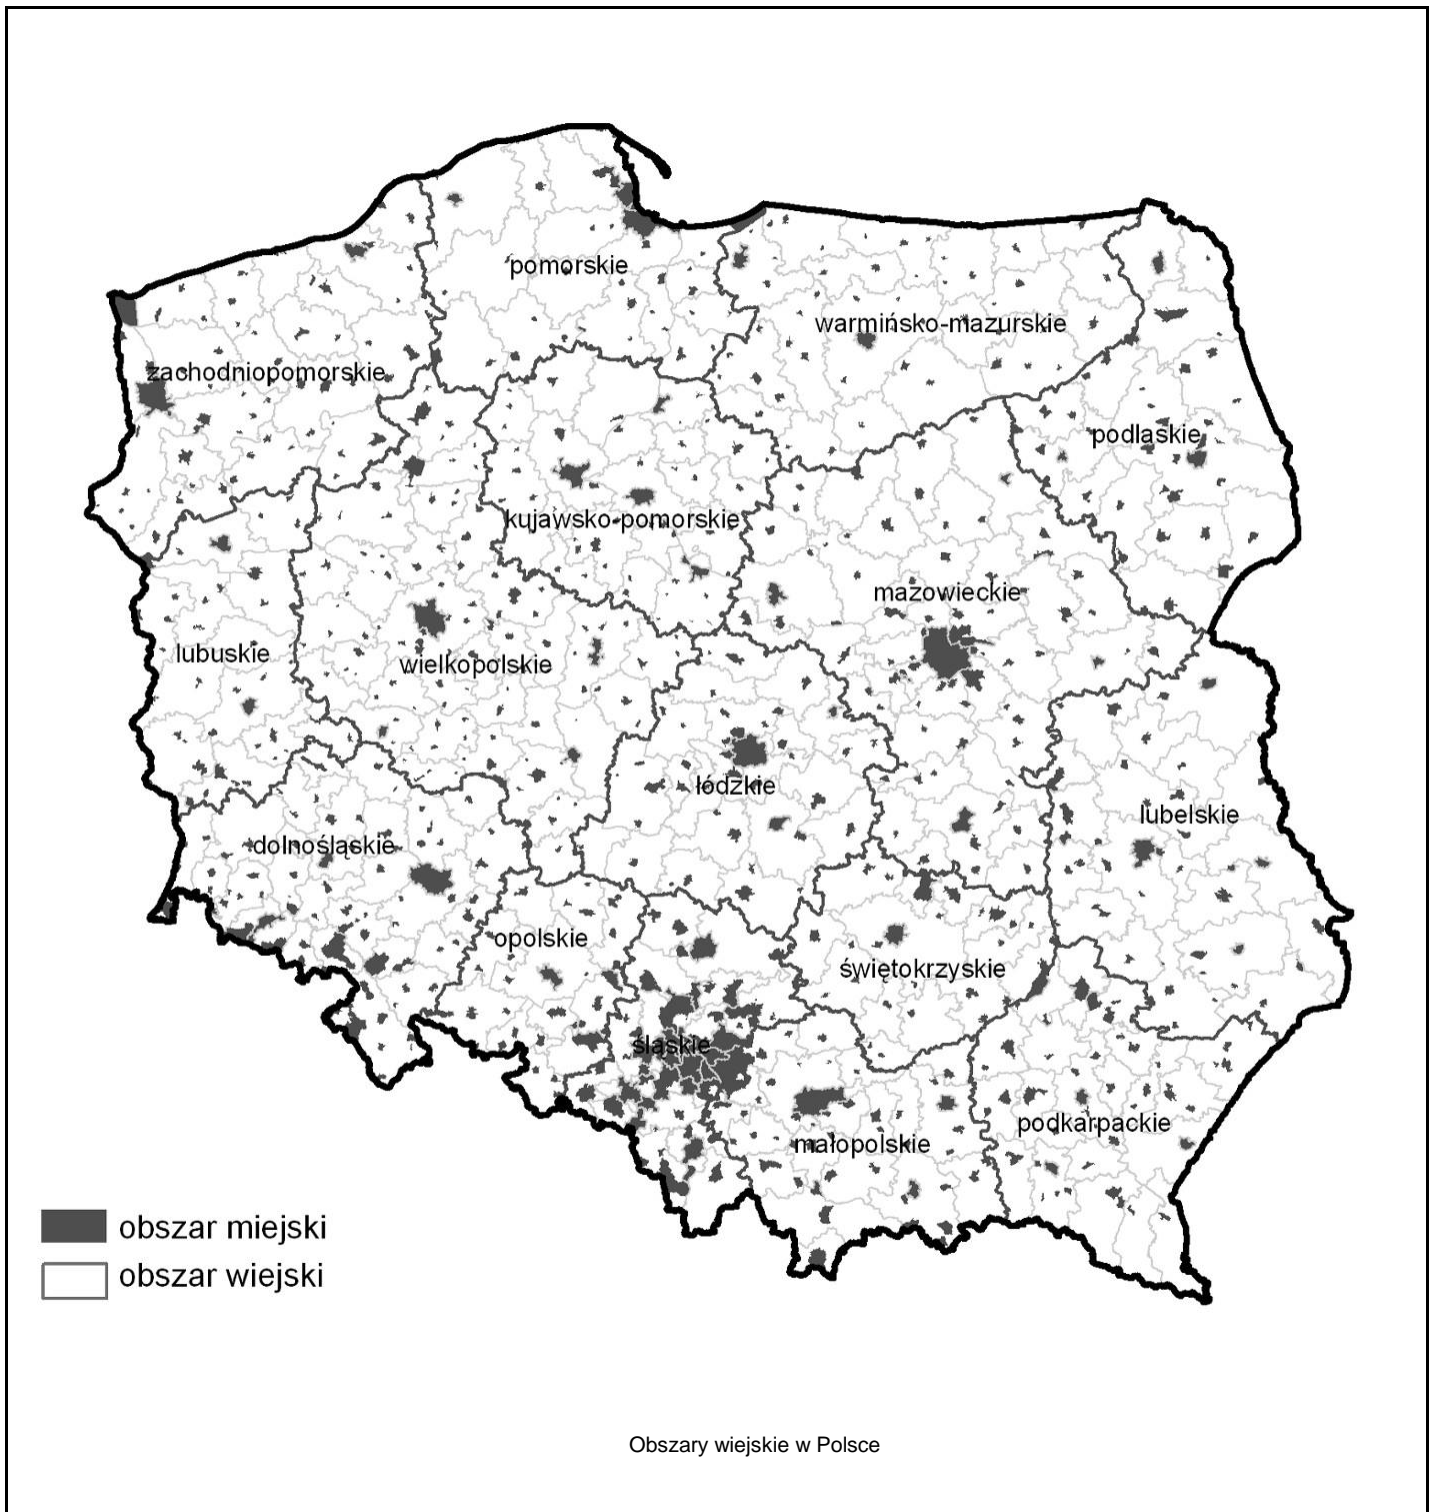 pomorskie
warmińsko-mazurskie
zachodniopomorskie
podlaskie
kujawsko-pomorskie
mazowieckie
lubuskie
wielkopolskie
łódzkie
lubelskie
dolnośląskie
opolskie
świętokrzyskie
śląskie
podkarpackie
małopolskie
obszar miejski
obszar wiejski
Obszary wiejskie w Polsce